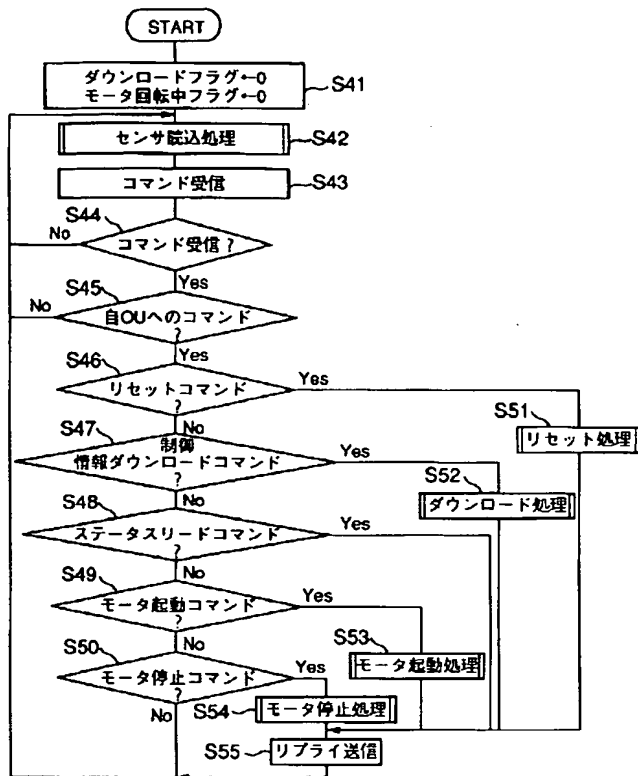 START
ダウンロードフラグ←0
モータ回転中フラグ←0
S41
センサ読込処理
S42
コマンド受信
S43
S44
No
コマンド受信?
Yes
S45
No
自OUへのコマンド
?
Yes
S46
リセットコマンド
?
Yes
No
S51
リセット処理
S47
制御
情報ダウンロードコマンド
?
Yes
No
S52
ダウンロード処理
S48
ステータスリードコマンド
?
Yes
No
S49
モータ起動コマンド
?
Yes
No
S53
モータ起動処理
S50
モータ停止コマンド
?
Yes
No
S54
モータ停止処理
S55
リプライ送信